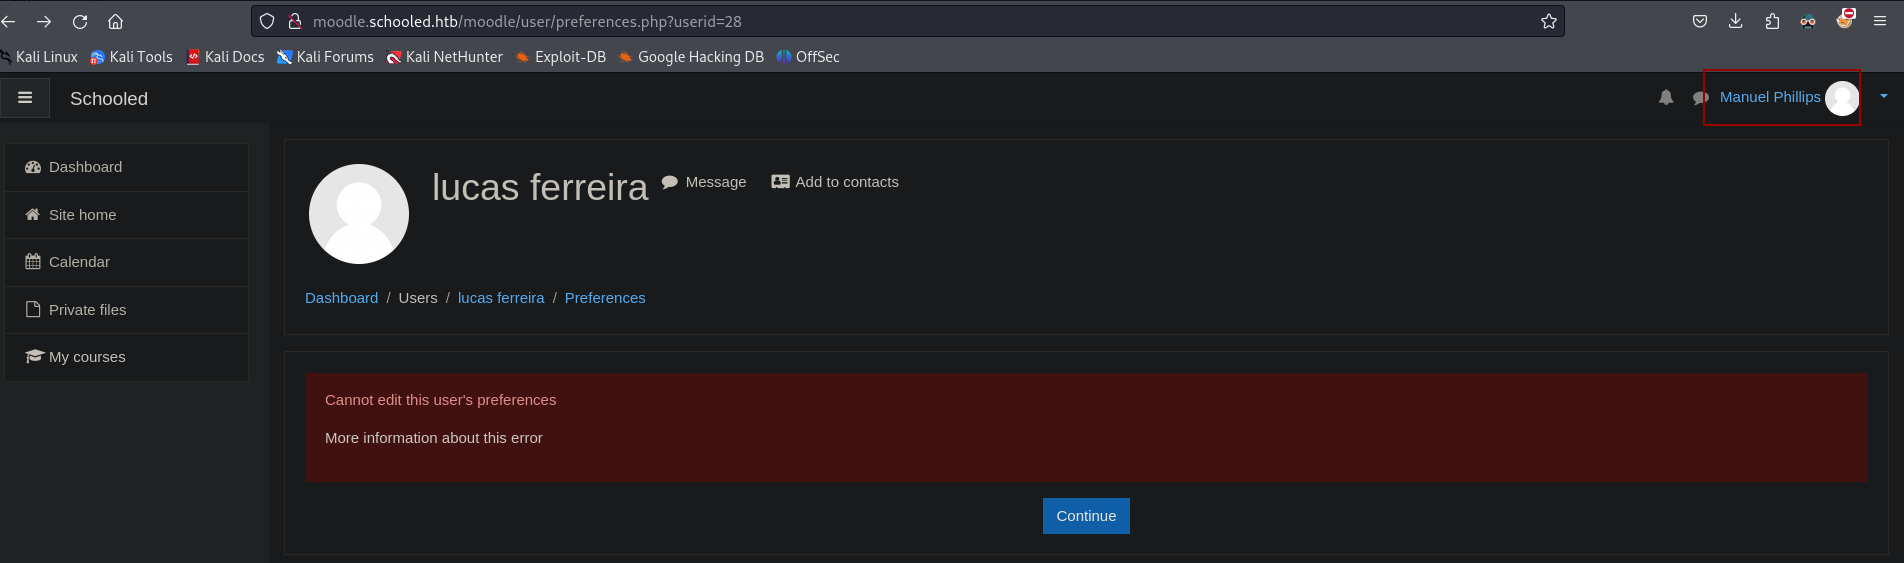 moodle.schooled.htb/moodle/user/preferences.php?userid=28
Kali Linux Kali Tools Kali Docs Kali Forums Kali NetHunter Exploit-DB Google Hacking DB OffSec
Schooled
Manuel Phillips
Dashboard
Site home
Calendar
Private files
My courses
lucas ferreira Message Add to contacts
Dashboard / Users / lucas ferreira / Preferences
Cannot edit this user's preferences
More information about this error
Continue